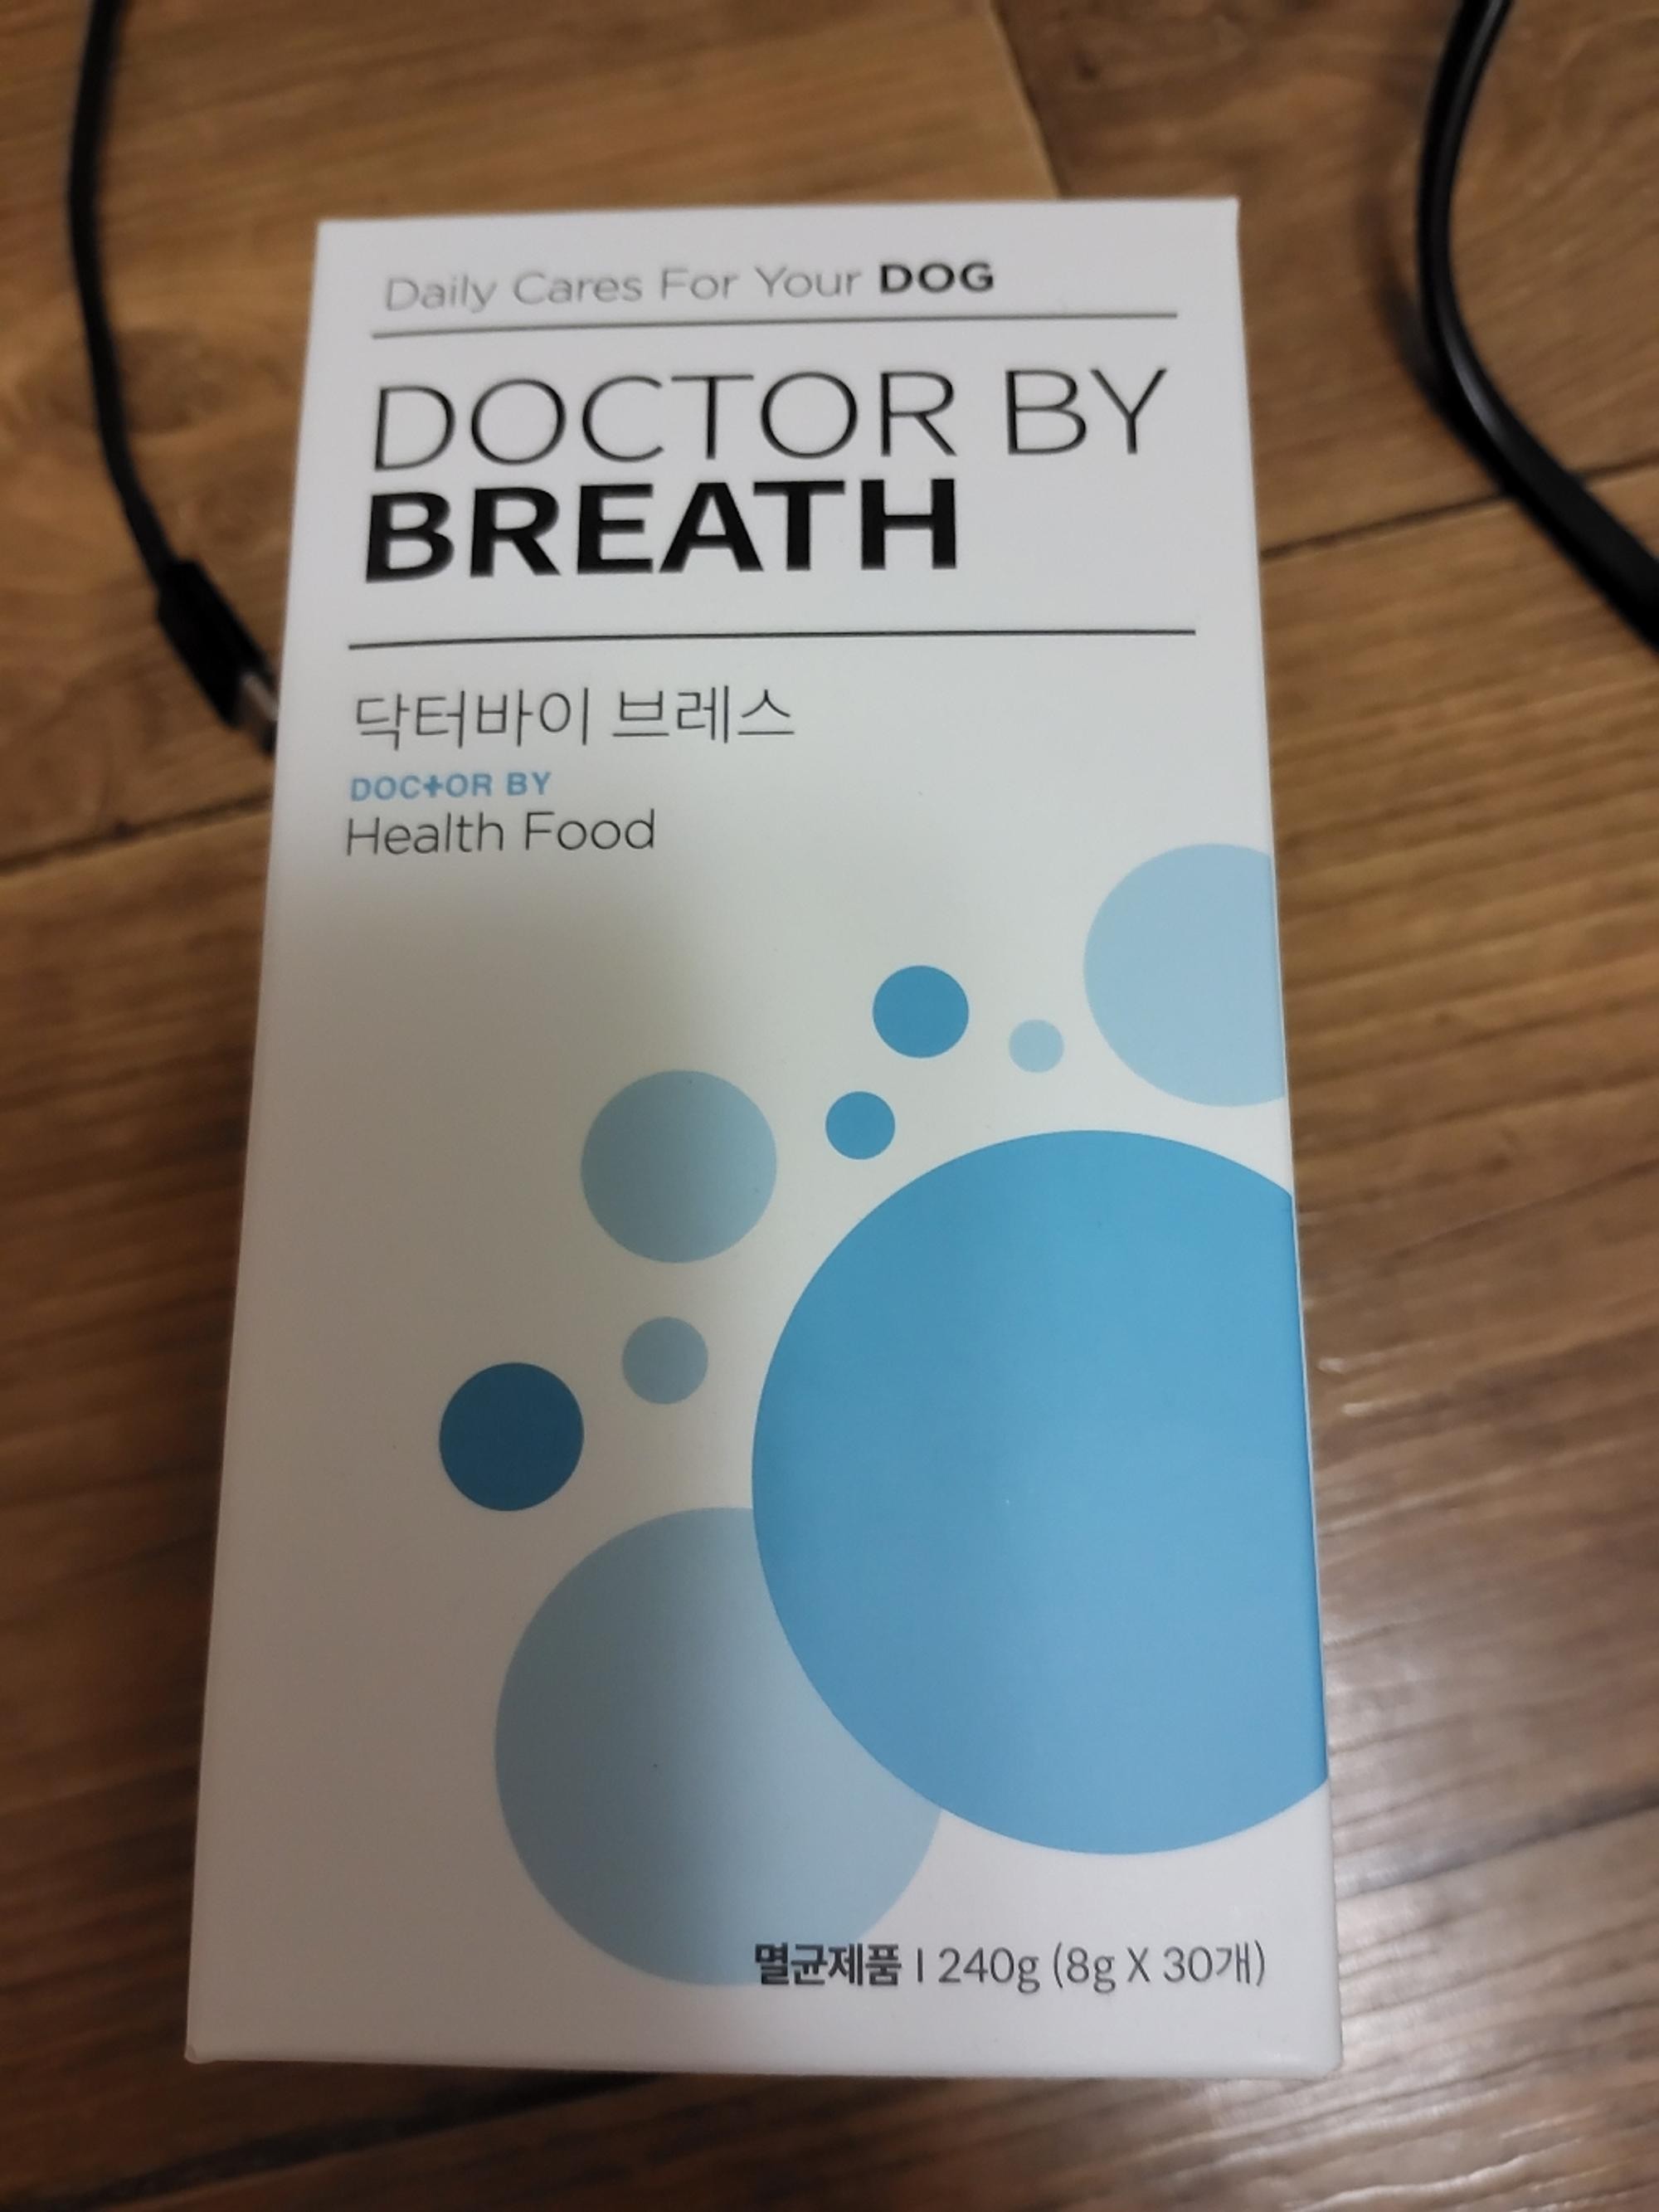 Daily Cares For Your DOG
DOCTOR BY
BREATH
닥터바이 브레스
DOCTOR BY
Health Food
멸균제품 I 240g (8g X 30개)